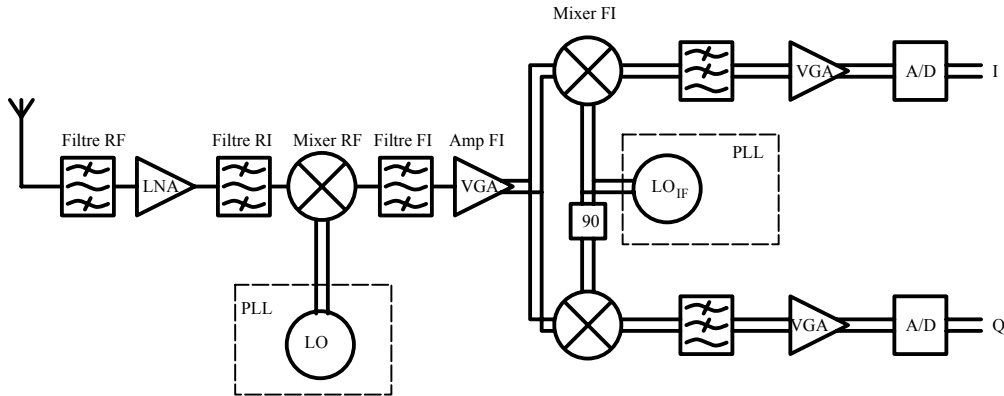 Mixer FI
VGA
A/D
I
Filtre RF
LNA
Filtre RI
Mixer RF
Filtre FI
Amp FI
VGA
PLL
LO IF
90
PLL
LO
VGA
A/D
Q